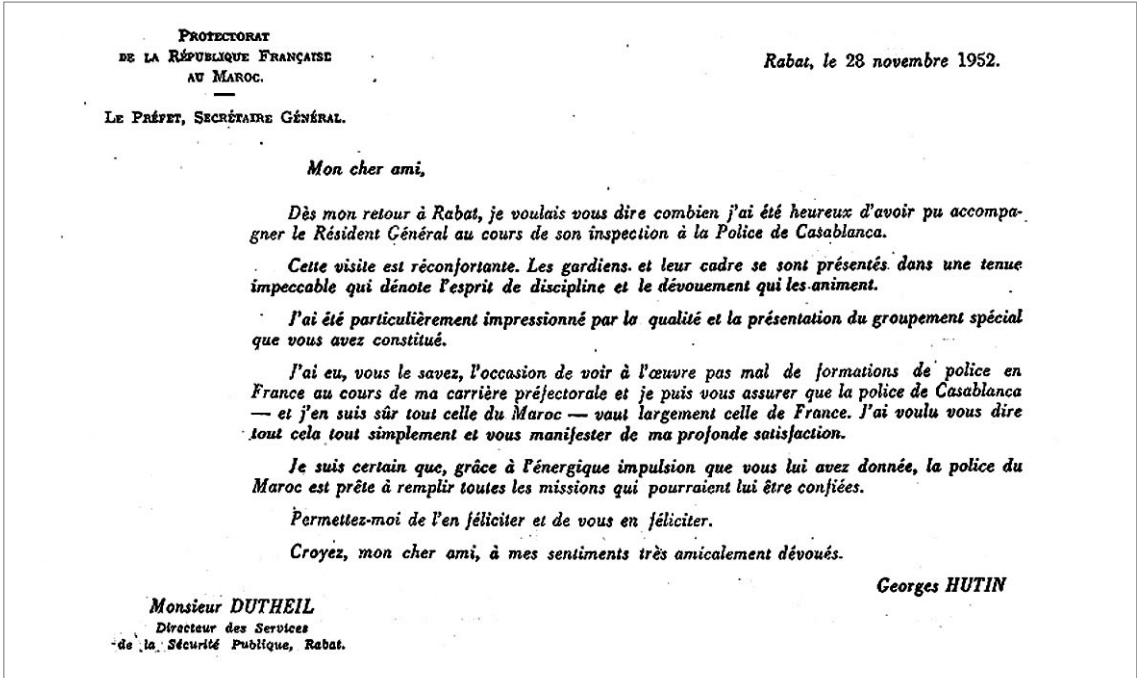 PROTECTORAT
DE LA RÉPUBLIQUE FRANÇAISE
AU MAROC.
Rabat, le 28 novembre 1952.
LE PRÉFET, SECRÉTAIRE GÉNÉRAL.
Mon cher ami,
Dès mon retour à Rabat, je voulais vous dire combien j'ai été heureux d'avoir pu accompa-
gner le Résident Général au cours de son inspection à la Police de Casablanca.
Cette visite est réconfortante. Les gardiens et leur cadre se sont présentés dans une tenue
impeccable qui dénote l'esprit de discipline et le dévouement qui les animent.
J'ai été particulièrement impressionné par la qualité et la présentation du groupement spécial
que vous avez constitué.
J'ai eu, vous le savez, l'occasion de voir à l'œuvre pas mal de formations de police en
France au cours de ma carrière préfectorale et je puis vous assurer que la police de Casablanca
— et j'en suis sûr tout celle du Maroc — vaut largement celle de France. J'ai voulu vous dire
tout cela tout simplement et vous manifester de ma profonde satisfaction.
Je suis certain que, grâce à l'énergique impulsion que vous lui avez donnée, la police du
Maroc est prête à remplir toutes les missions qui pourraient lui être confiées.
Permettez-moi de l'en féliciter et de vous en féliciter.
Croyez, mon cher ami, à mes sentiments très amicalement dévoués.
Georges HUTIN
Monsieur DUTHEIL
Directeur des Services
de la Sécurité Publique, Rabat.